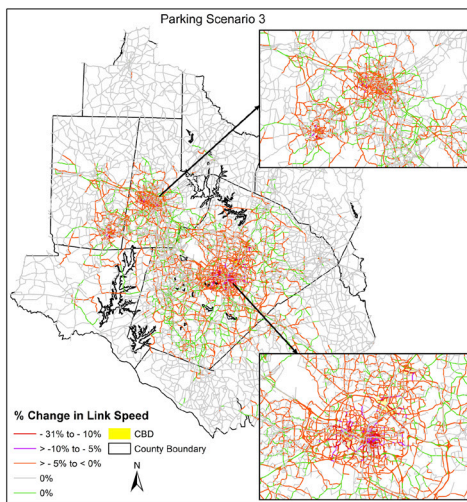 Parking Scenario 3
% Change in Link Speed
- 31% to - 10%
> -10% to - 5%
> - 5% to < 0%
0%
0%
CBD
County Boundary
N